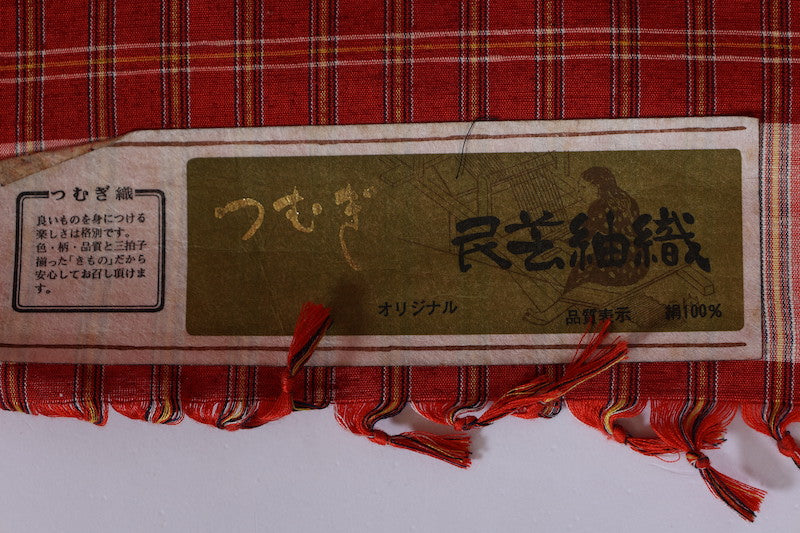 つむぎ織
良いものを身につける
楽しさは格別です。
色・柄・品質と三拍子
揃った「きもの」だから
安心してお召し頂けま
す。
つむぎ
民芸紬織
オリジナル
品質表示 絹100%